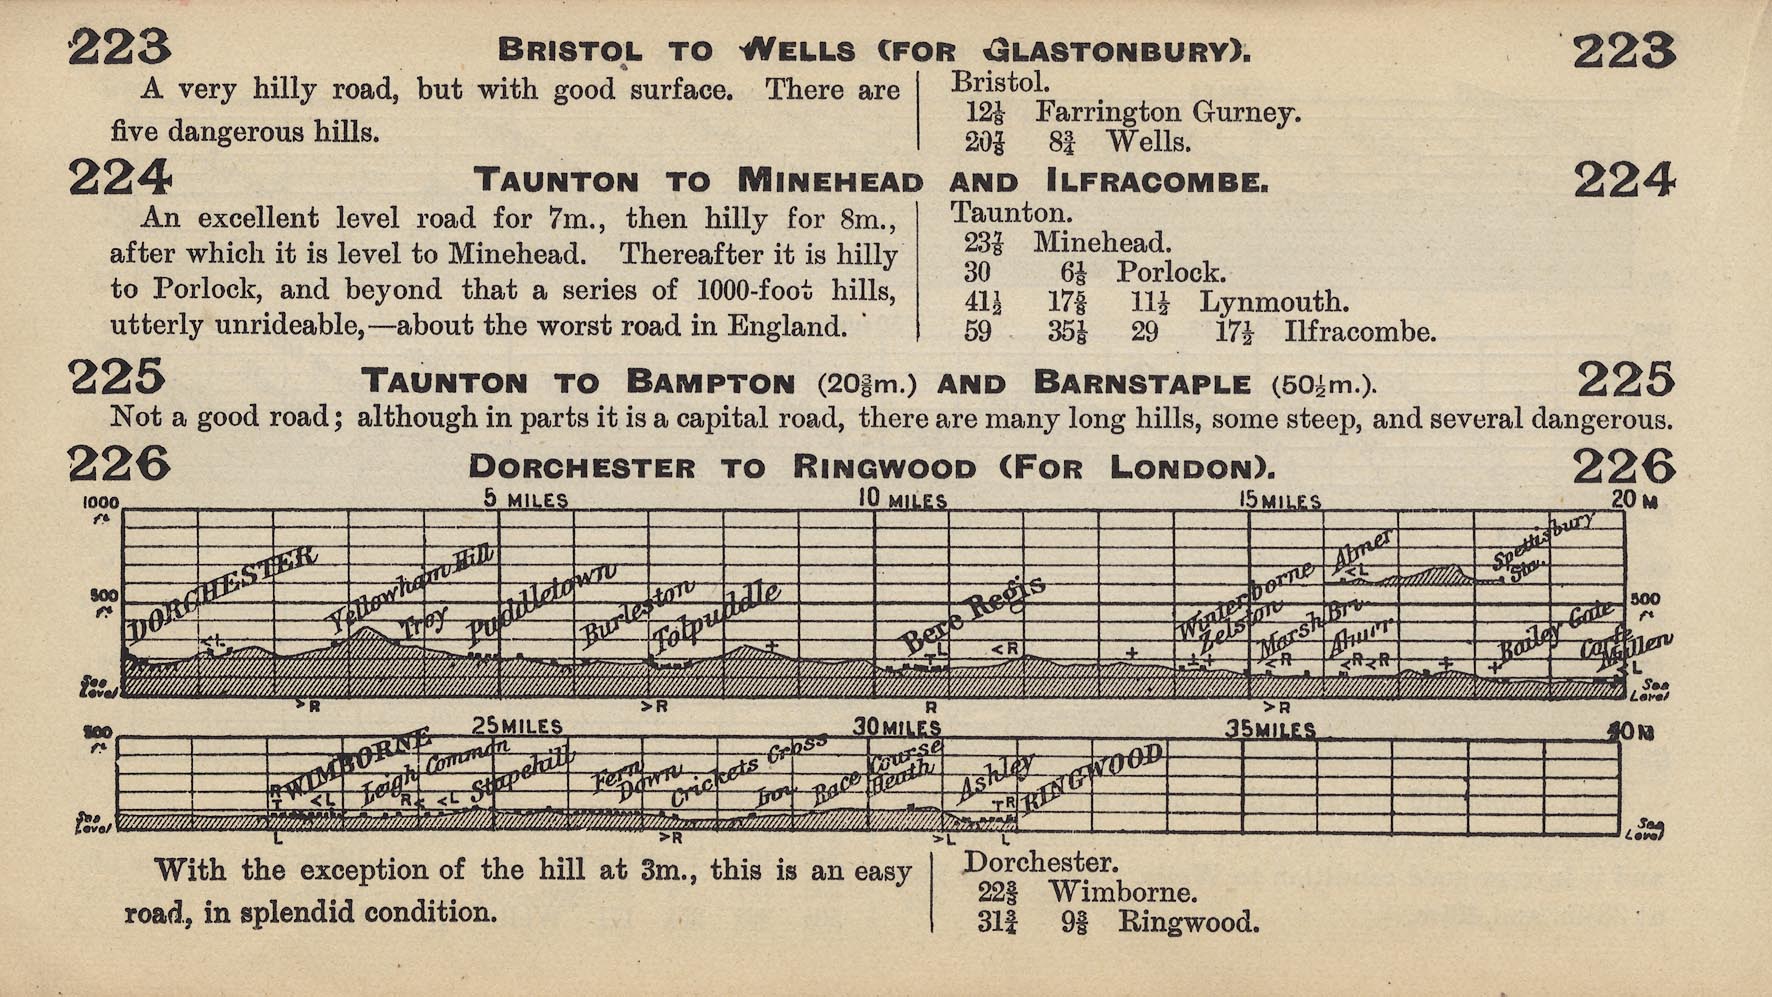 223 BRISTOL TO WELLS (FOR GLASTONBURY). 223
A very hilly road, but with good surface. There are
five dangerous hills.
Bristol.
12⅛ Farrington Gurney.
20⅞ 8¾ Wells.
224 TAUNTON TO MINEHEAD AND ILFRACOMBE. 224
An excellent level road for 7m., then hilly for 8m.,
after which it is level to Minehead. Thereafter it is hilly
to Porlock, and beyond that a series of 1000-foot hills,
utterly unrideable,—about the worst road in England.
Taunton.
23⅞ Minehead.
30 6⅛ Porlock.
41½ 17⅝ 11½ Lynmouth.
59 35⅛ 29 17½ Ilfracombe.
225 TAUNTON TO BAMPTON (20⅜m.) AND BARNSTAPLE (50½m.). 225
Not a good road; although in parts it is a capital road, there are many long hills, some steep, and several dangerous.
226 DORCHESTER TO RINGWOOD (FOR LONDON). 226
1000 ft 5 MILES 10 MILES 15 MILES 20 M
500 ft
500 ft
Sea Level
Sea Level
DORCHESTER
<L
Yellowham Hill
Troy
Puddletown
Burleston
Tolpuddle
+
Bere Regis
<R
+
Winterborne
Zelston
Marsh Br.
<R
Almer
<R <R
Almer
<L
Spettisbury
Stn.
+
+
Bailey Gate
Mullen
<L
>R >R R >R
500 ft 25 MILES 30 MILES 35 MILES 40 M
Sea Level
Sea Level
WIMBORNE
<L
Leigh Common
<L
Stapehill
Fern
Down
Crickets Cross
Inn
Race Course
Heath
Ashley
RINGWOOD
L >R >L L
With the exception of the hill at 3m., this is an easy
road, in splendid condition.
Dorchester.
22⅜ Wimborne.
31¾ 9⅜ Ringwood.